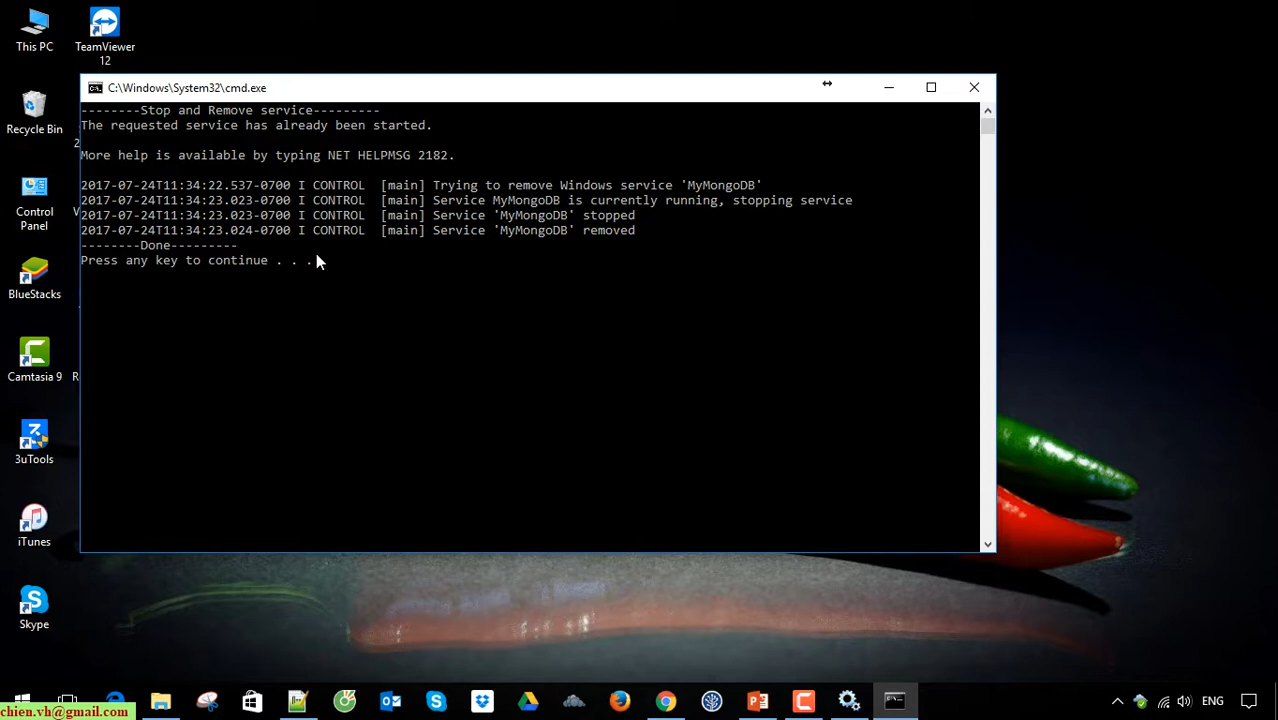 This PC
TeamViewer
12
Recycle Bin
Control
Panel
BlueStacks
Camtasia 9
3uTools
iTunes
Skype
C:\Windows\System32\cmd.exe
--------Stop and Remove service---------
The requested service has already been started.
More help is available by typing NET HELPMSG 2182.
2017-07-24T11:34:22.537-0700 I CONTROL  [main] Trying to remove Windows service 'MyMongoDB'
2017-07-24T11:34:23.023-0700 I CONTROL  [main] Service MyMongoDB is currently running, stopping service
2017-07-24T11:34:23.023-0700 I CONTROL  [main] Service 'MyMongoDB' stopped
2017-07-24T11:34:23.024-0700 I CONTROL  [main] Service 'MyMongoDB' removed
--------Done---------
Press any key to continue . . .
ENG
chien.vh@gmail.com